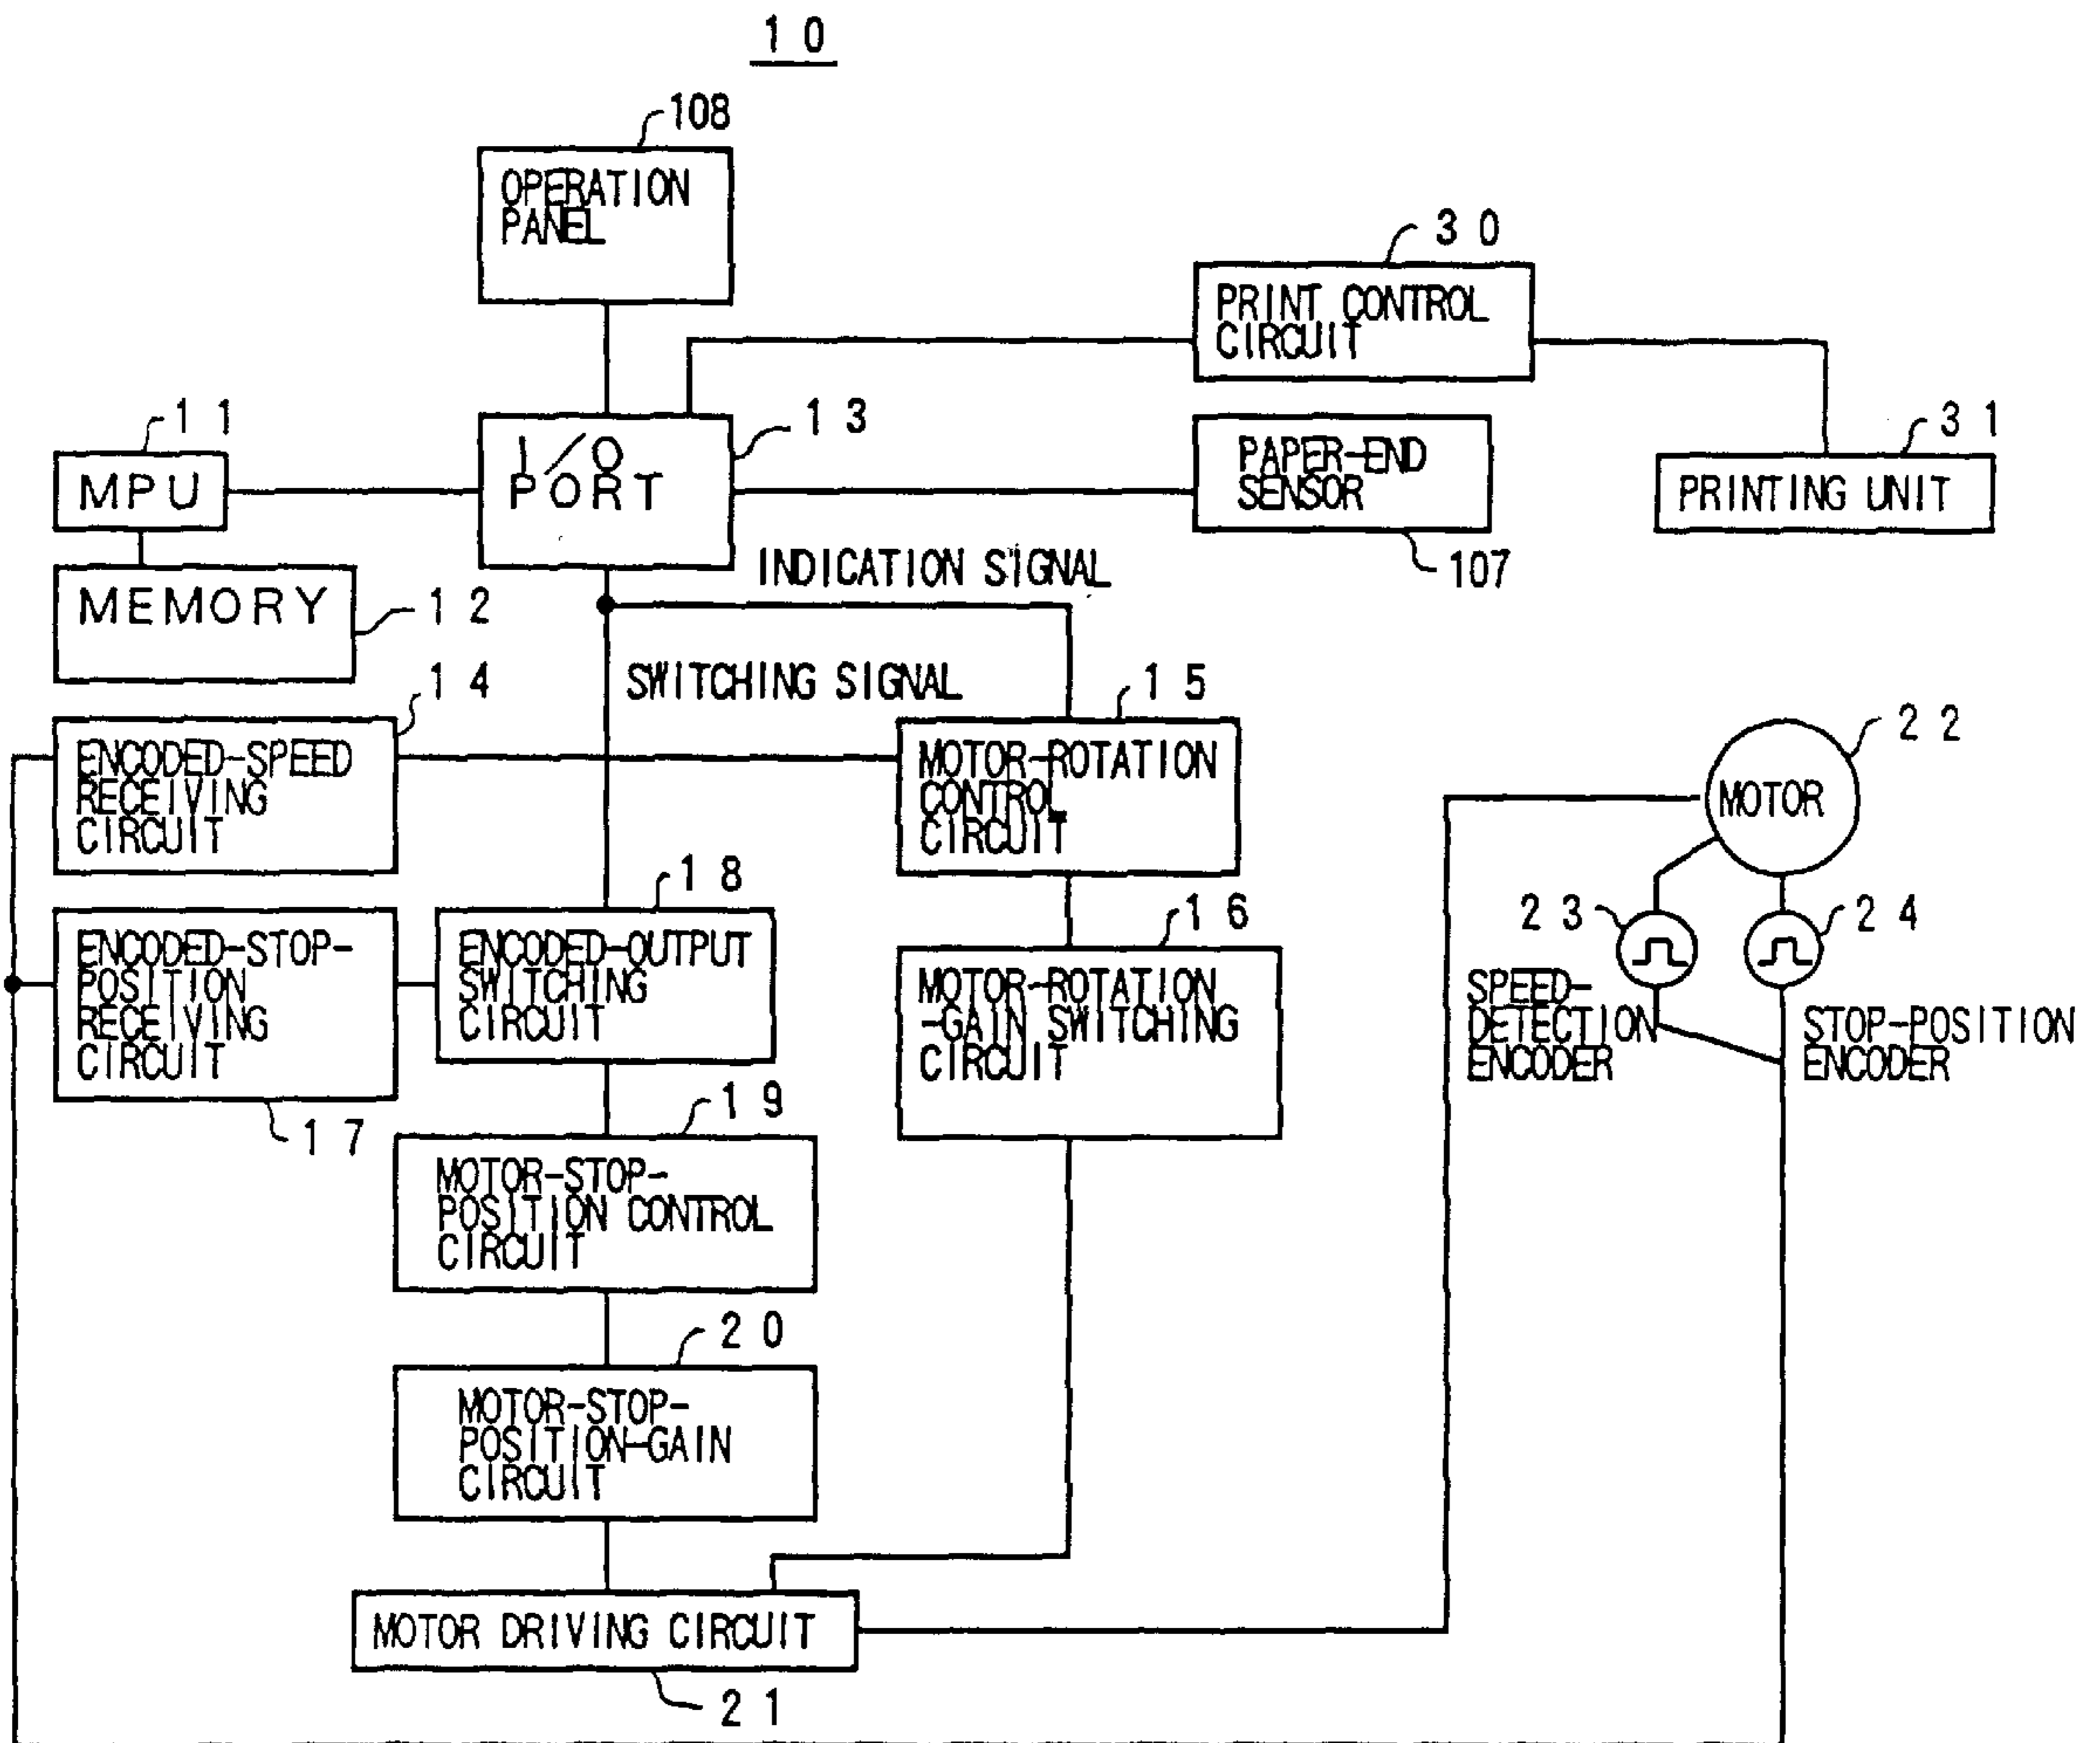 10
108
OPERATION
PANEL
30
PRINT CONTROL
CIRCUIT
11
MPU
13
I/O
PORT
PAPER-END
SENSOR
107
31
PRINTING UNIT
MEMORY
12
INDICATION SIGNAL
SWITCHING SIGNAL
14
ENCODED-SPEED
RECEIVING
CIRCUIT
15
MOTOR-ROTATION
CONTROL
CIRCUIT
22
MOTOR
18
ENCODED-STOP-
POSITION
RECEIVING
CIRCUIT
17
ENCODED-OUTPUT
SWITCHING
CIRCUIT
16
MOTOR-ROTATION
-GAIN SWITCHING
CIRCUIT
23
24
SPEED-
DETECTION
ENCODER
STOP-POSITION
ENCODER
19
MOTOR-STOP-
POSITION CONTROL
CIRCUIT
20
MOTOR-STOP-
POSITION-GAIN
CIRCUIT
MOTOR DRIVING CIRCUIT
21